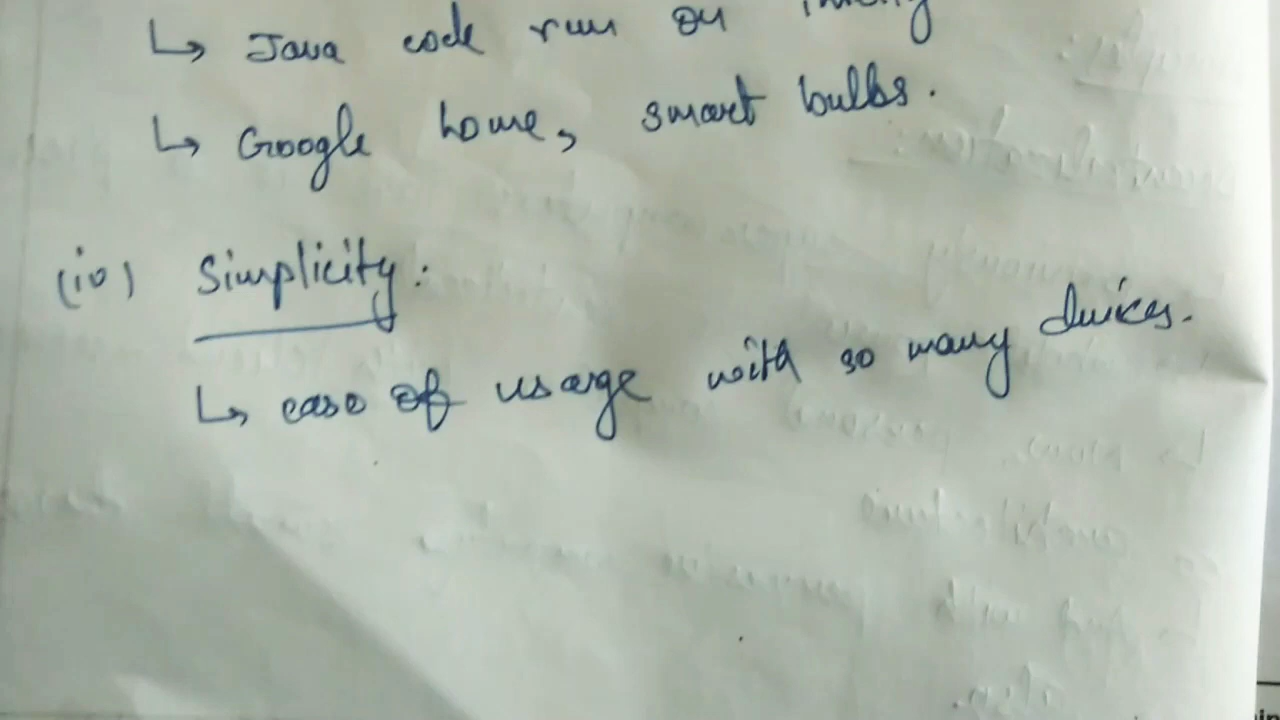 ↳ Java code run on
↳ Google home, smart bulbs.
(iv) Simplicity:
↳ ease of usage with so many devices.